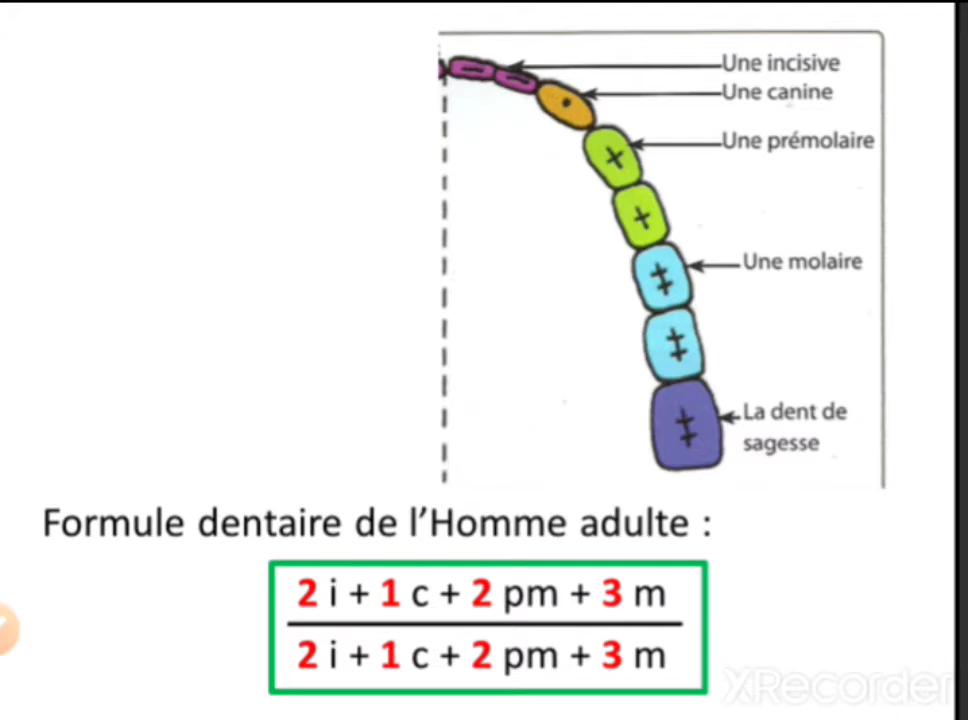 Une incisive
Une canine
Une prémolaire
Une molaire
La dent de
sagesse
Formule dentaire de l'Homme adulte :
2 i + 1 c + 2 pm + 3 m
2 i + 1 c + 2 pm + 3 m
XRecorder